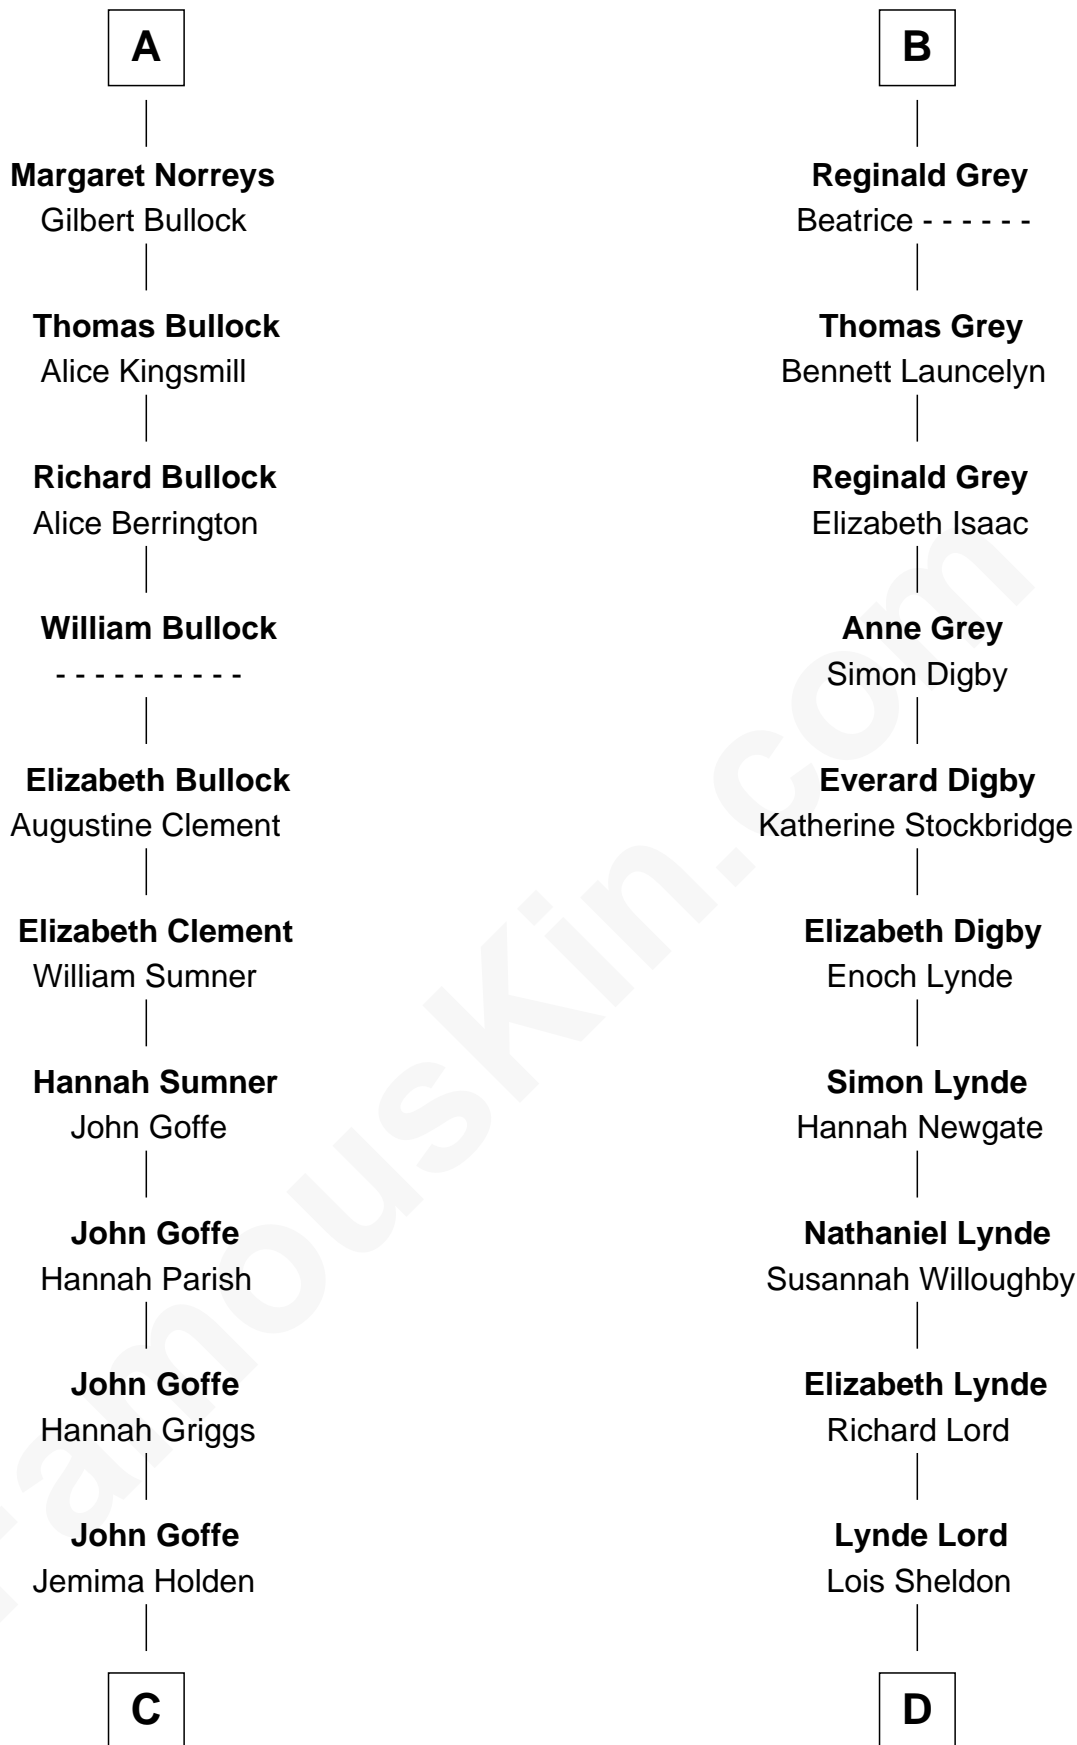 A
Margaret Norreys
Gilbert Bullock
Thomas Bullock
Alice Kingsmill
Richard Bullock
Alice Berrington
William Bullock
- - - - - - - - - -
Elizabeth Bullock
Augustine Clement
Elizabeth Clement
William Sumner
Hannah Sumner
John Goffe
John Goffe
Hannah Parish
John Goffe
Hannah Griggs
John Goffe
Jemima Holden
C
B
Reginald Grey
Beatrice - - - - - -
Thomas Grey
Bennett Launcelyn
Reginald Grey
Elizabeth Isaac
Anne Grey
Simon Digby
Everard Digby
Katherine Stockbridge
Elizabeth Digby
Enoch Lynde
Simon Lynde
Hannah Newgate
Nathaniel Lynde
Susannah Willoughby
Elizabeth Lynde
Richard Lord
Lynde Lord
Lois Sheldon
D
FamousKin.com